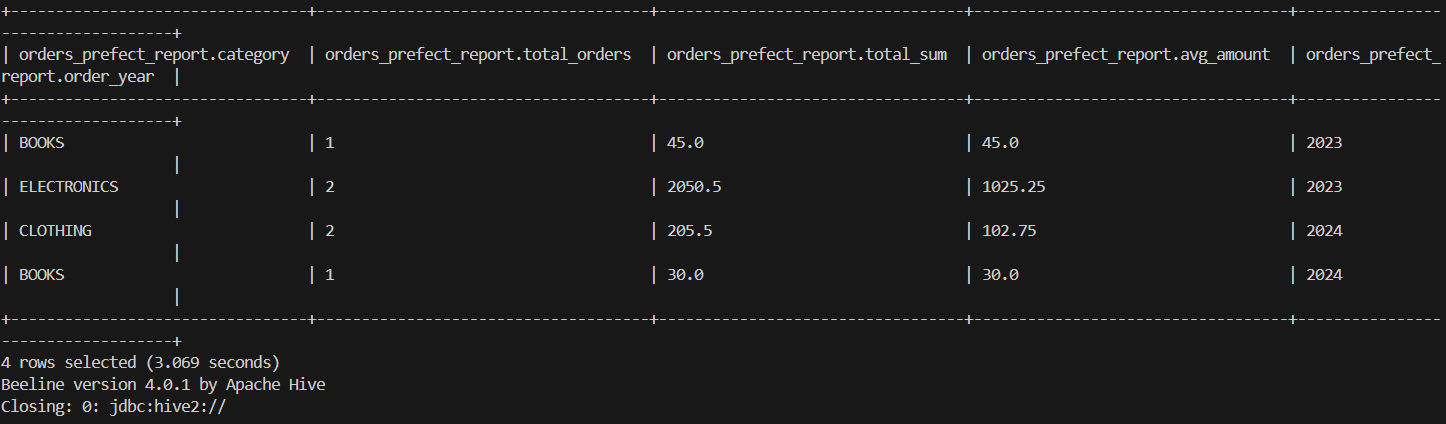 +---------------------------------+-------------------------------------+----------------------------------+----------------------------------+----------------
-------------------+
| orders_prefect_report.category  | orders_prefect_report.total_orders  | orders_prefect_report.total_sum  | orders_prefect_report.avg_amount  | orders_prefect_
report.order_year  |
+---------------------------------+-------------------------------------+----------------------------------+----------------------------------+----------------
-------------------+
| BOOKS                           | 1                                   | 45.0                             | 45.0                              | 2023
                   |
| ELECTRONICS                     | 2                                   | 2050.5                           | 1025.25                           | 2023
                   |
| CLOTHING                        | 2                                   | 205.5                            | 102.75                            | 2024
                   |
| BOOKS                           | 1                                   | 30.0                             | 30.0                              | 2024
                   |
+---------------------------------+-------------------------------------+----------------------------------+----------------------------------+----------------
-------------------+
4 rows selected (3.069 seconds)
Beeline version 4.0.1 by Apache Hive
Closing: 0: jdbc:hive2://